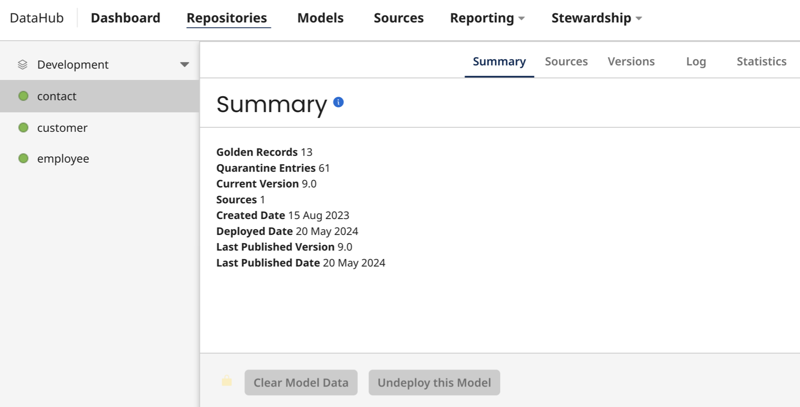 DataHub Dashboard Repositories Models Sources Reporting Stewardship
Development
contact
customer
employee
Summary Sources Versions Log Statistics
Summary
Golden Records 13
Quarantine Entries 61
Current Version 9.0
Sources 1
Created Date 15 Aug 2023
Deployed Date 20 May 2024
Last Published Version 9.0
Last Published Date 20 May 2024
Clear Model Data Undeploy this Model